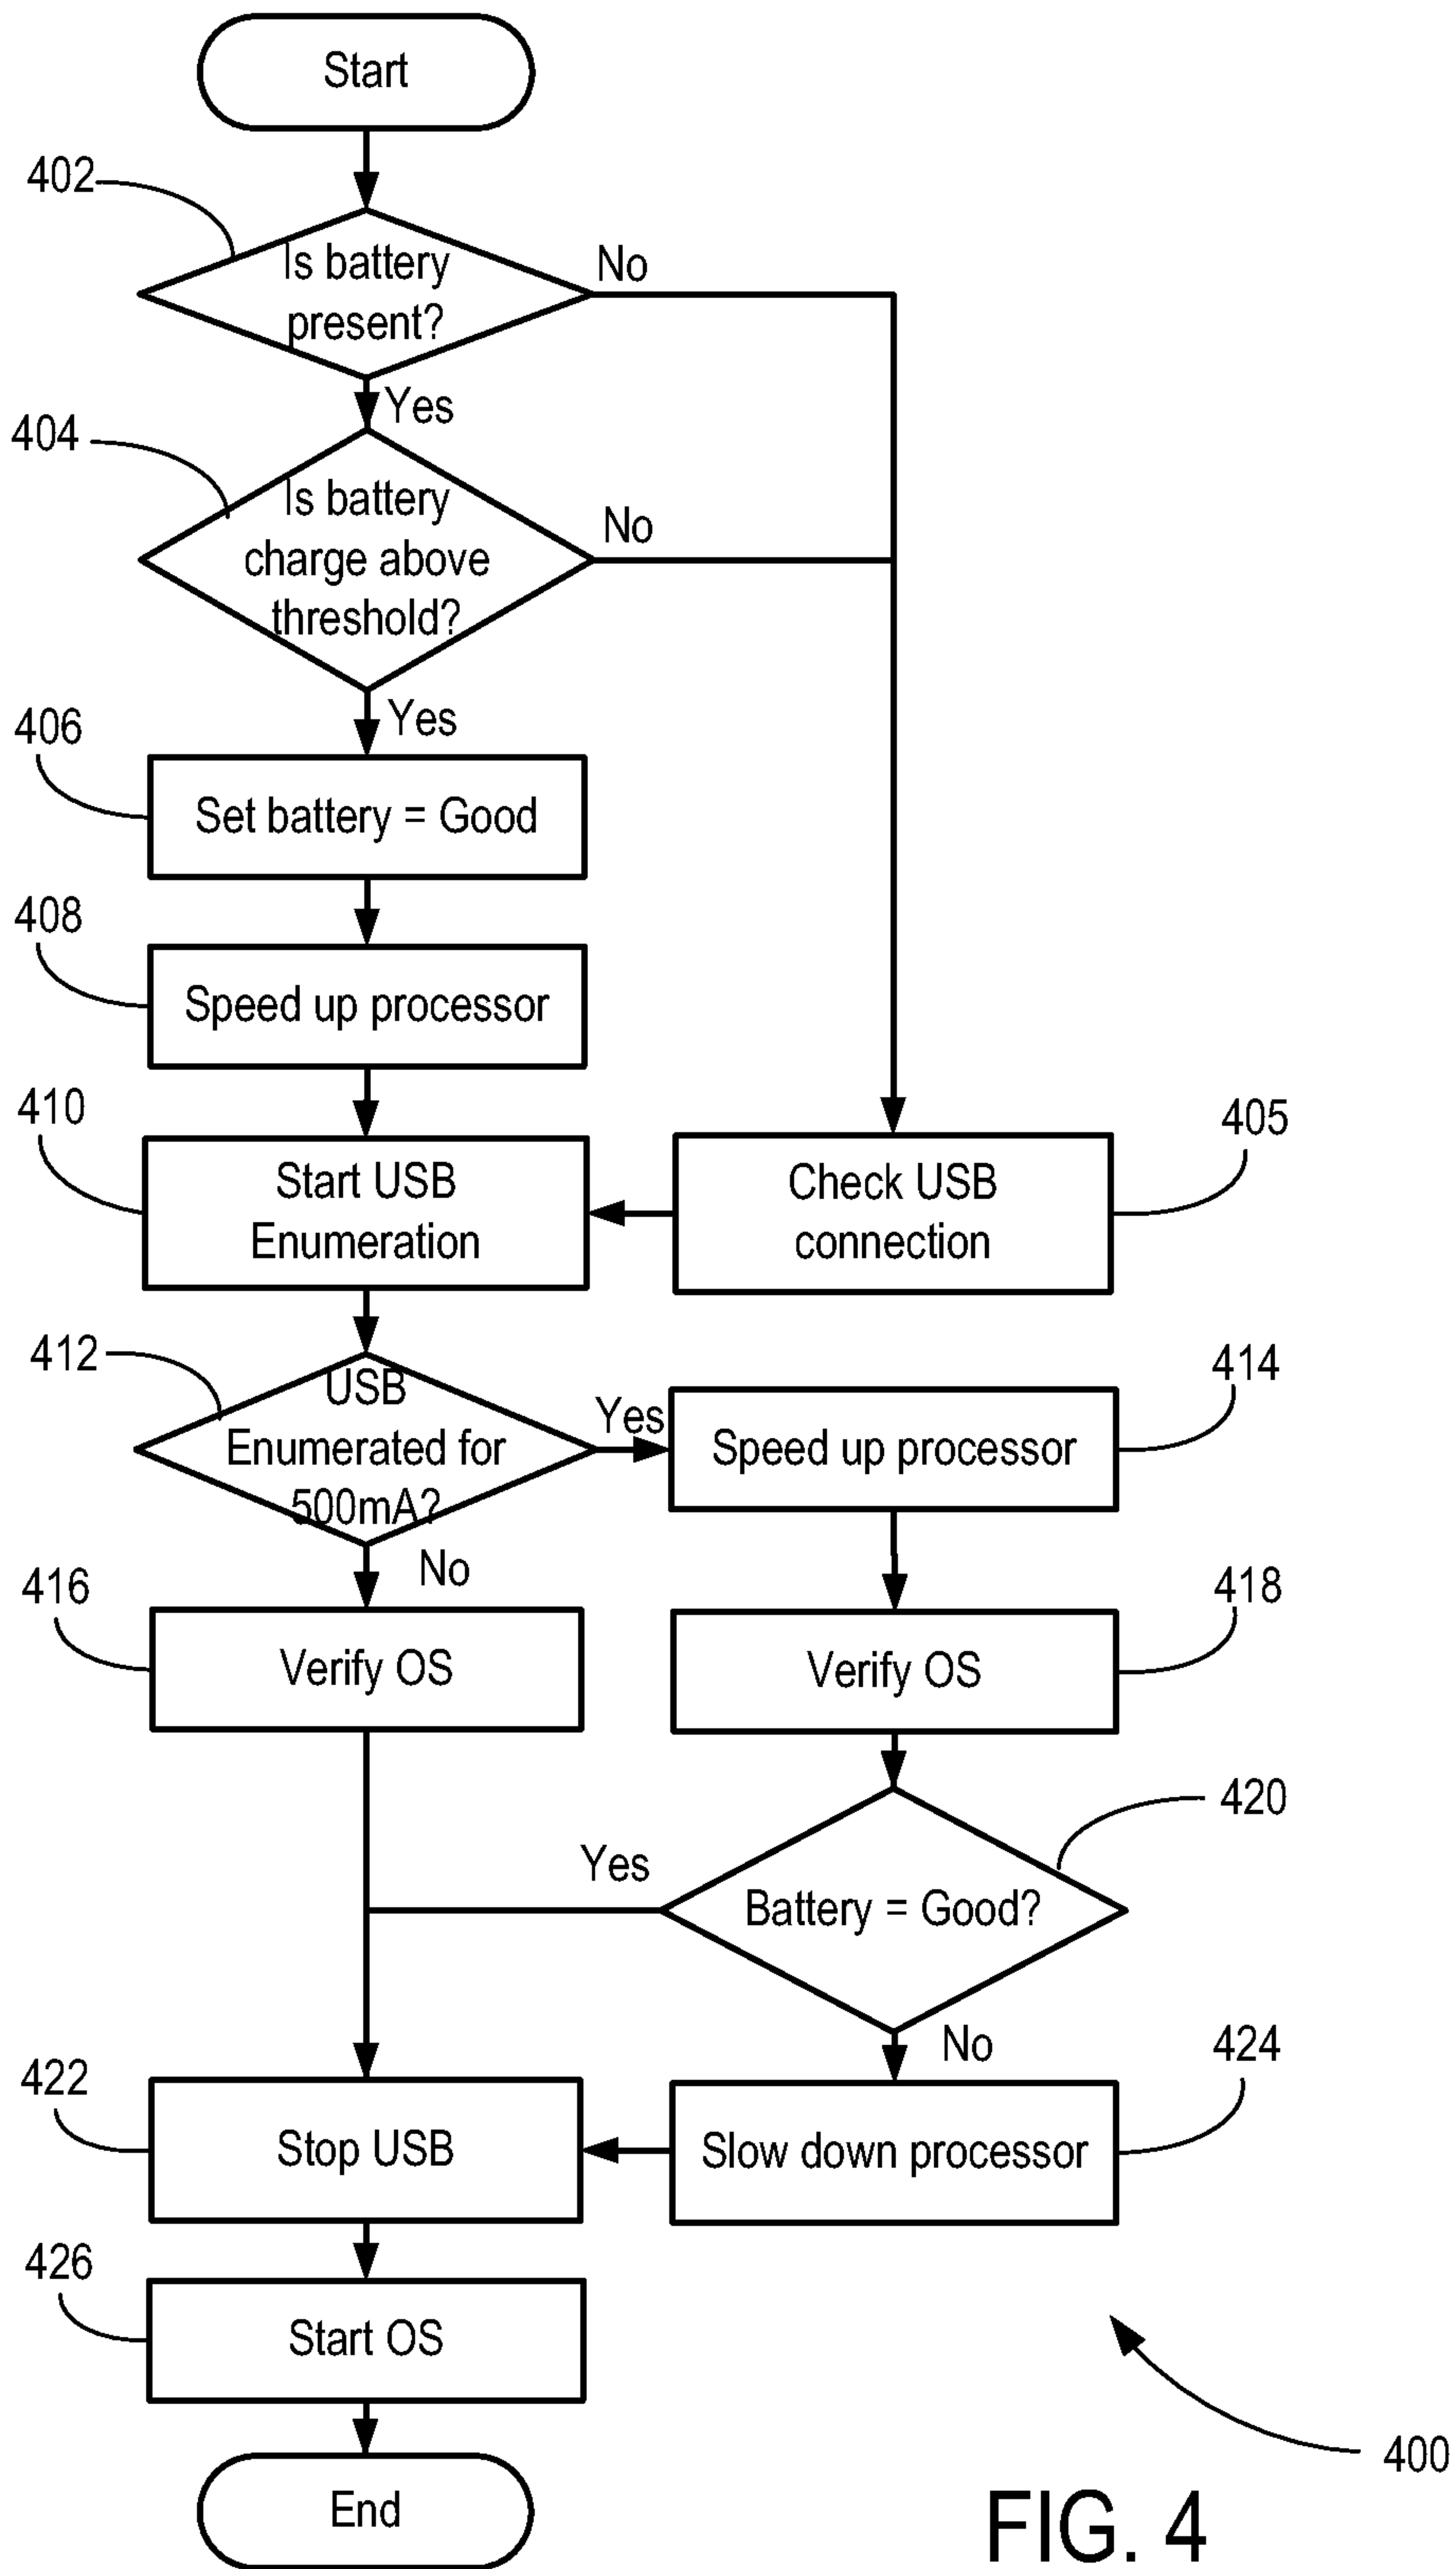 Start
402
Is battery
present?
No
Yes
404
Is battery
charge above
threshold?
No
Yes
406
Set battery = Good
408
Speed up processor
410
Start USB
Enumeration
Check USB
connection
405
412
USB
Enumerated for
500mA?
Yes
Speed up processor
414
No
416
Verify OS
Verify OS
418
420
Yes
Battery = Good?
No
422
Stop USB
Slow down processor
424
426
Start OS
400
End
FIG. 4